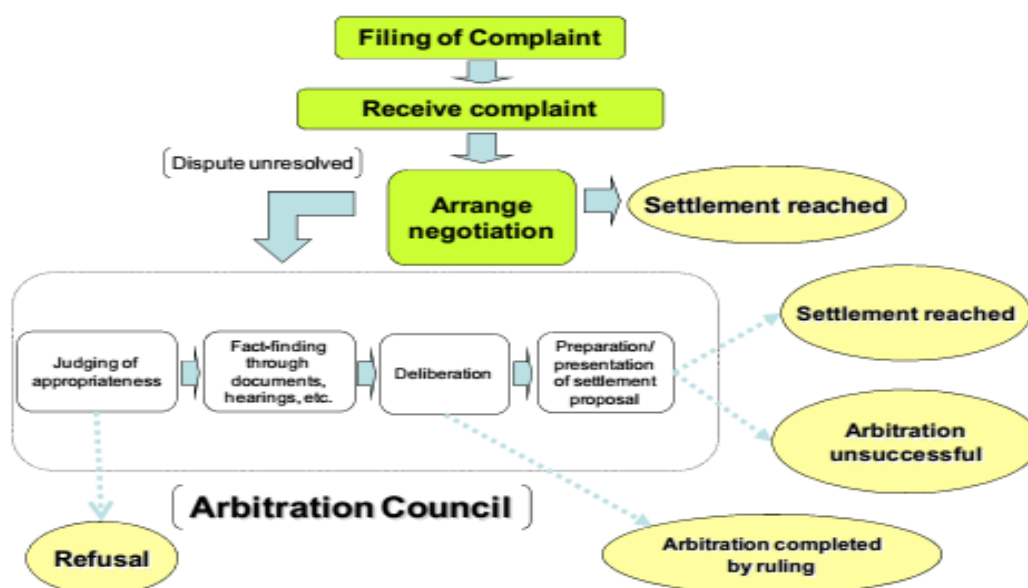 Filing of Complaint
Receive complaint
[Dispute unresolved]
Arrange
negotiation
Settlement reached
Settlement reached
Judging of
appropriateness
Fact-finding
through
documents,
hearings, etc.
Deliberation
Preparation/
presentation
of settlement
proposal
Arbitration
unsuccessful
[Arbitration Council]
Refusal
Arbitration completed
by ruling